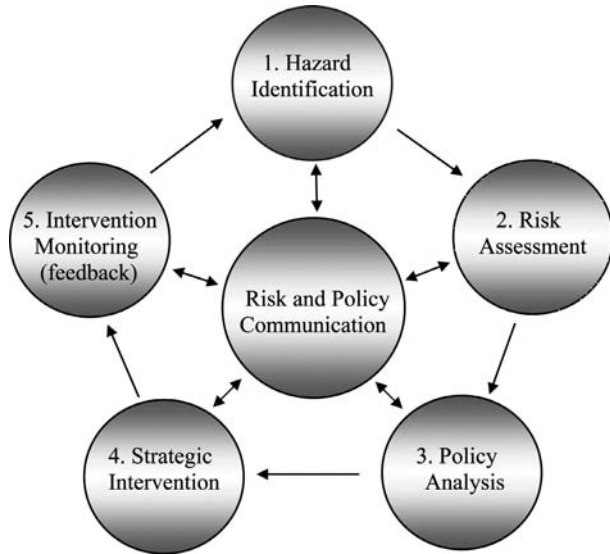 1. Hazard
Identification
2. Risk
Assessment
3. Policy
Analysis
4. Strategic
Intervention
5. Intervention
Monitoring
(feedback)
Risk and Policy
Communication